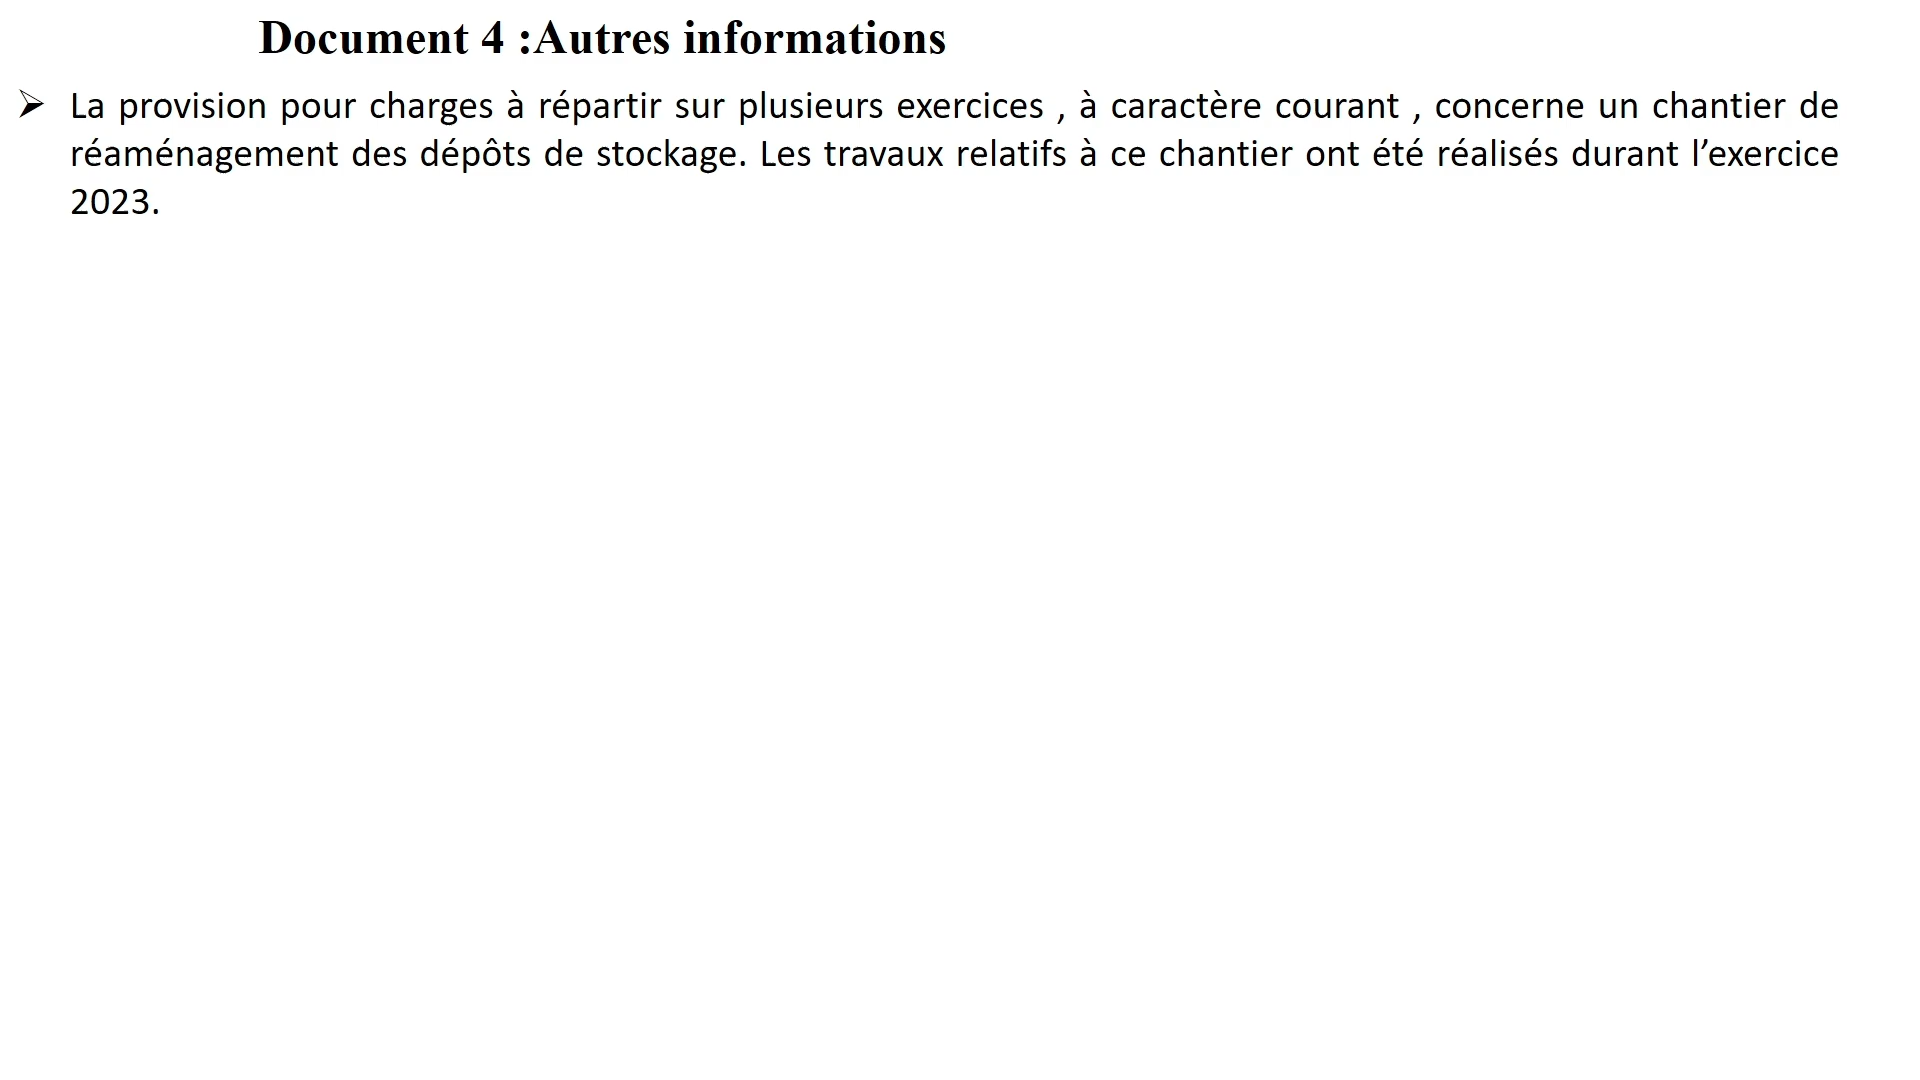 Document 4 :Autres informations
➢ La provision pour charges à répartir sur plusieurs exercices , à caractère courant , concerne un chantier de
réaménagement des dépôts de stockage. Les travaux relatifs à ce chantier ont été réalisés durant l’exercice
2023.